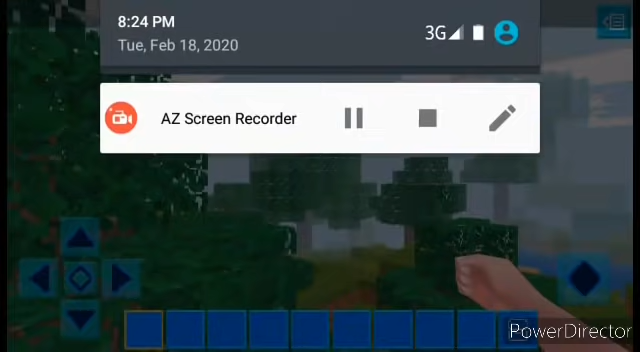 8:24 PM
3G
Tue, Feb 18, 2020
AZ Screen Recorder
PowerDirector